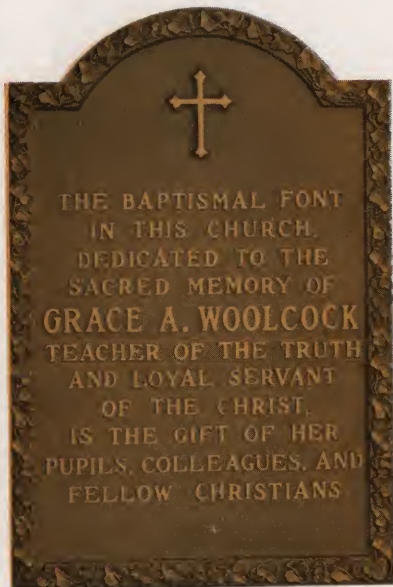 THE BAPTISMAL FONT
IN THIS CHURCH,
DEDICATED TO THE
SACRED MEMORY OF
GRACE A. WOOLCOCK
TEACHER OF THE TRUTH
AND LOYAL SERVANT
OF THE CHRIST,
IS THE GIFT OF HER
PUPILS, COLLEAGUES, AND
FELLOW CHRISTIANS